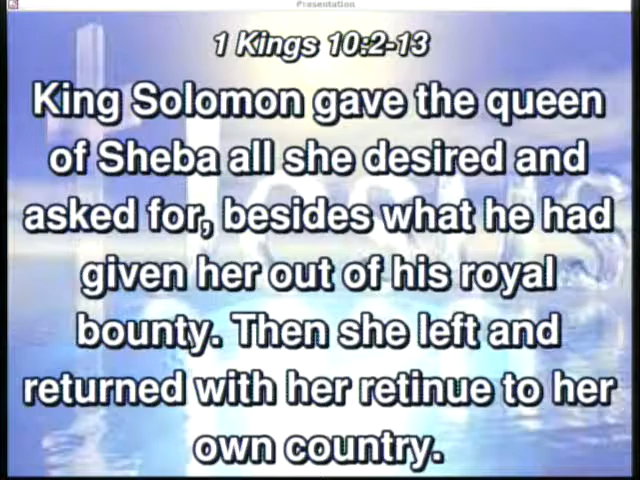 Presentation
1 Kings 10:2-13
King Solomon gave the queen
of Sheba all she desired and
asked for, besides what he had
given her out of his royal
bounty. Then she left and
returned with her retinue to her
own country.
Jesus